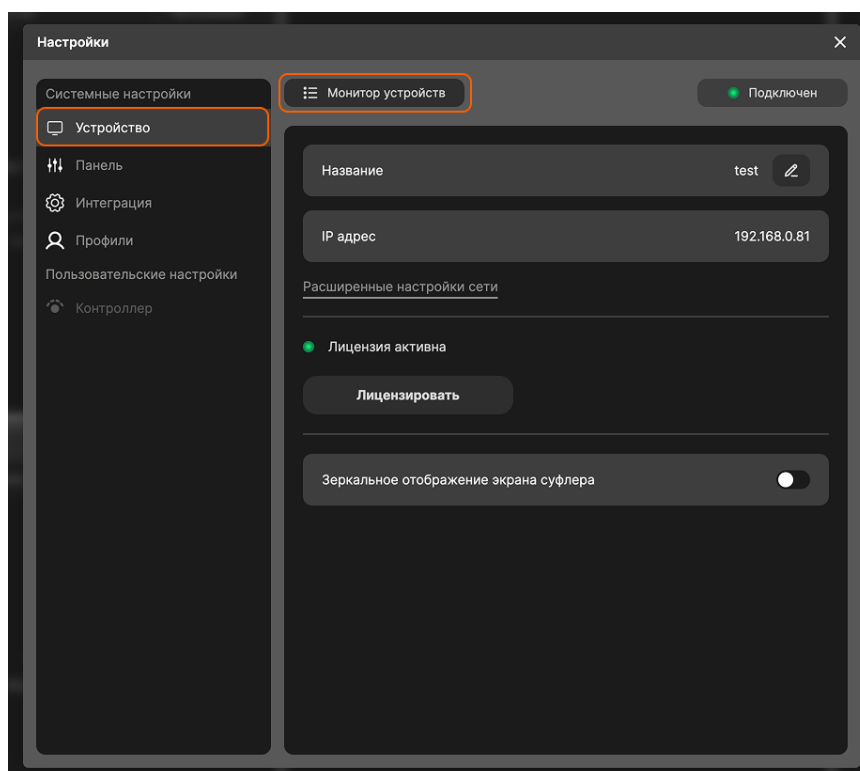 Настройки
Системные настройки
Устройство
Панель
Интеграция
Профили
Пользовательские настройки
Контроллер
Монитор устройств
Подключен
Название
test
IP адрес
192.168.0.81
Расширенные настройки сети
Лицензия активна
Лицензировать
Зеркальное отображение экрана суфлера